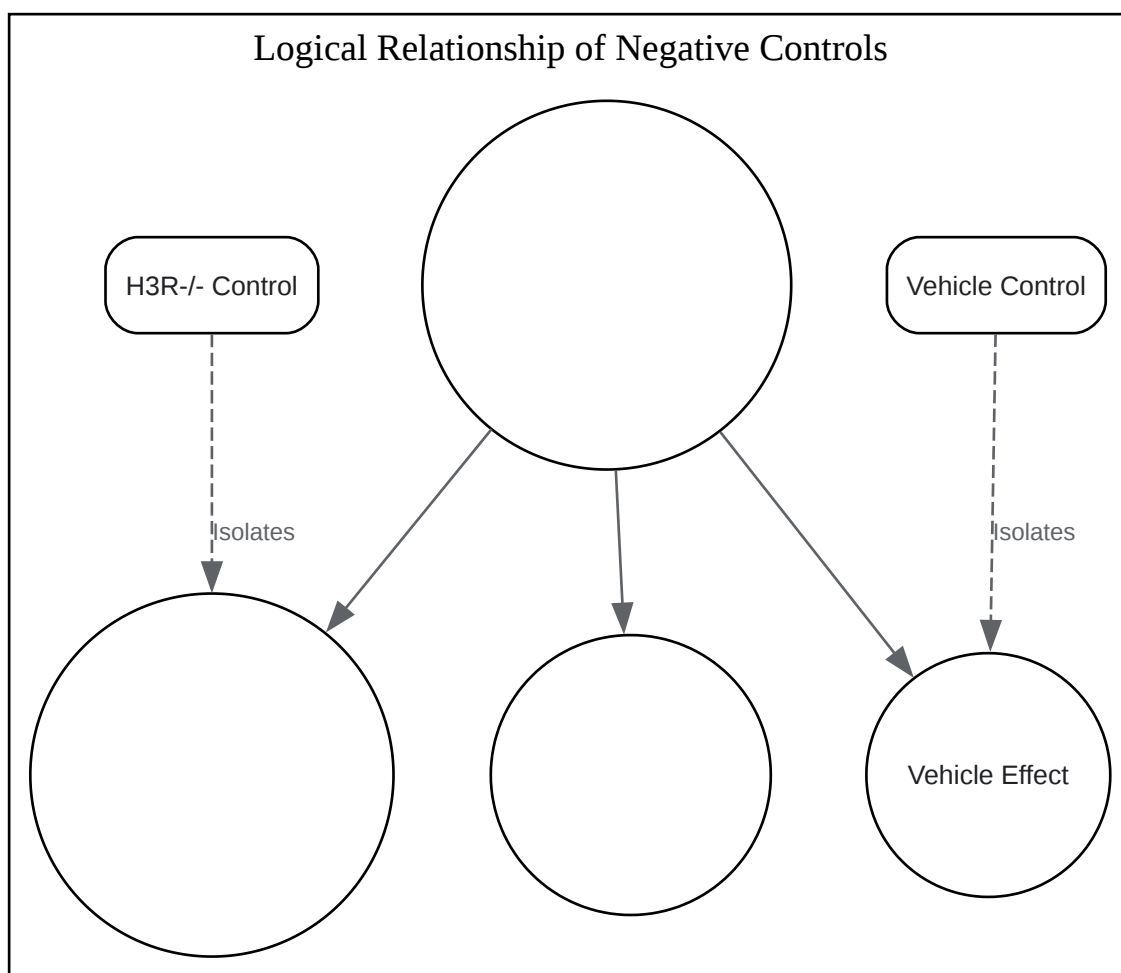 Logical Relationship of Negative Controls
H3R-/- Control
Vehicle Control
Isolates
Isolates
Vehicle Effect